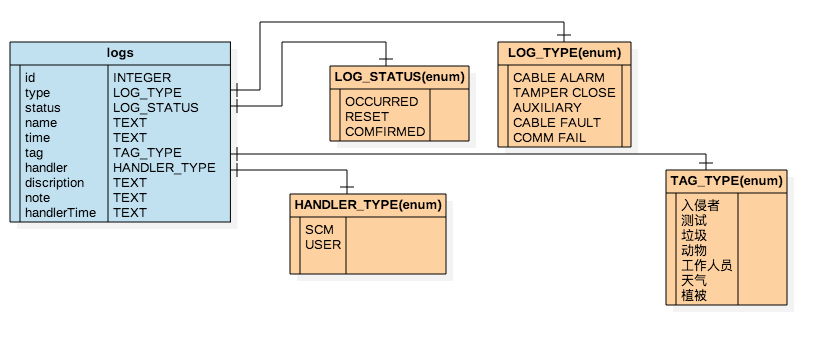 logs
id INTEGER
type LOG_TYPE
status LOG_STATUS
name TEXT
time TEXT
tag TAG_TYPE
handler HANDLER_TYPE
discription TEXT
note TEXT
handlerTime TEXT
LOG_STATUS(enum)
OCCURRED
RESET
COMFIRMED
LOG_TYPE(enum)
CABLE ALARM
TAMPER CLOSE
AUXILIARY
CABLE FAULT
COMM FAIL
HANDLER_TYPE(enum)
SCM
USER
TAG_TYPE(enum)
入侵者
测试
垃圾
动物
工作人员
天气
植被